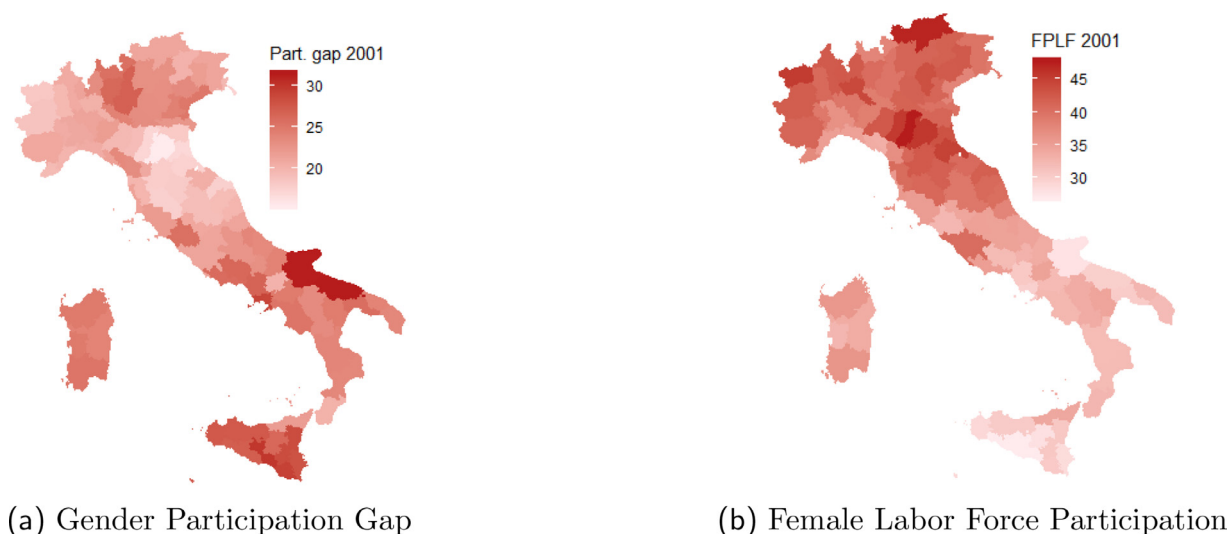 Part. gap 2001
30
25
20
(a) Gender Participation Gap
FPLF 2001
45
40
35
30
(b) Female Labor Force Participation